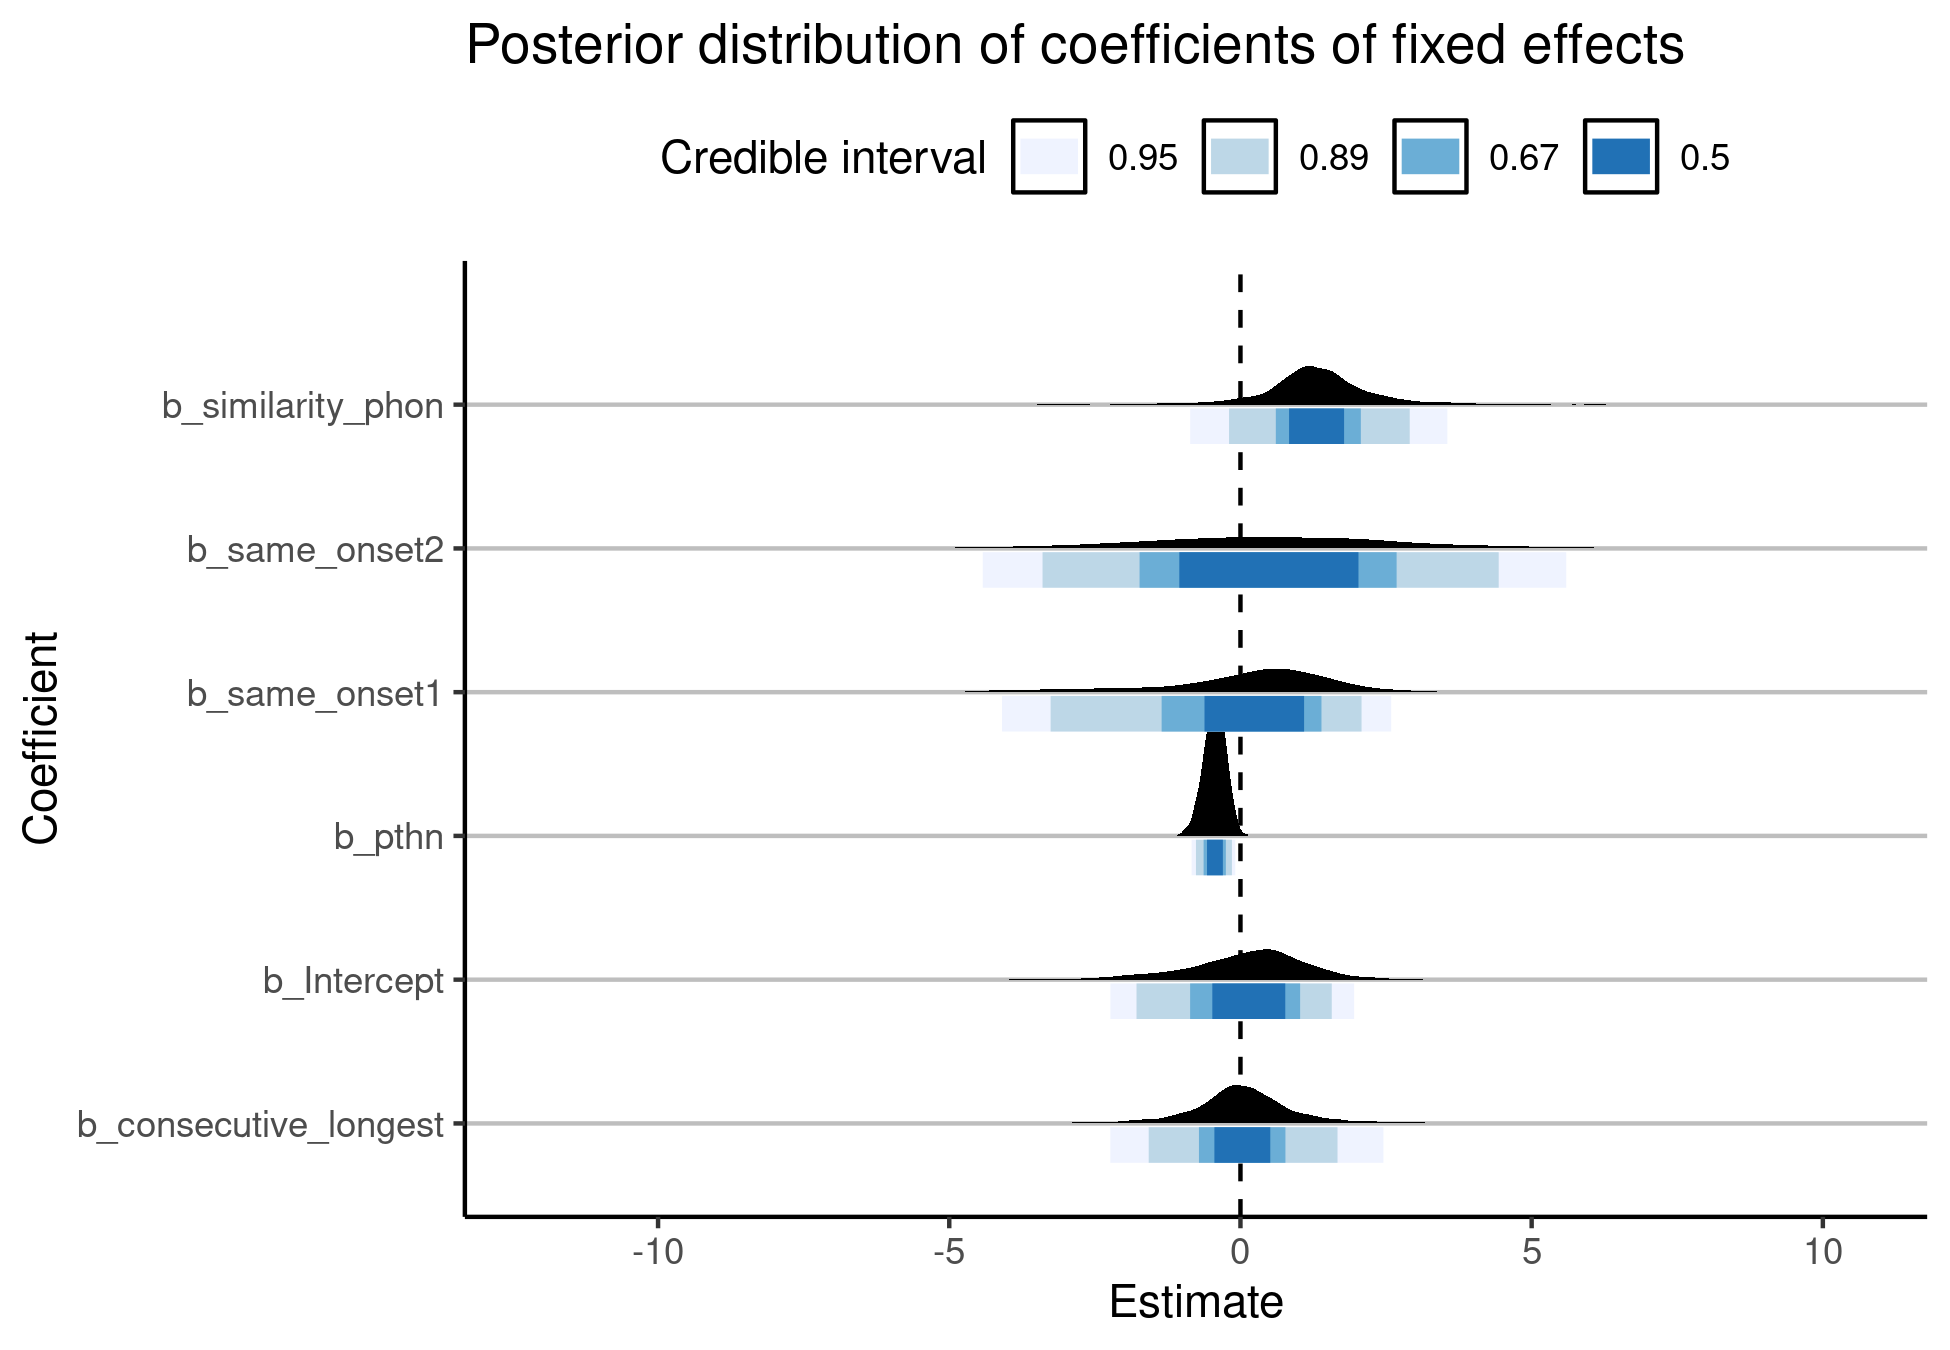 Posterior distribution of coefficients of fixed effects
Credible interval 0.95 0.89 0.67 0.5
Coefficient
b_similarity_phon
b_same_onset2
b_same_onset1
b_pthn
b_Intercept
b_consecutive_longest
-10 -5 0 5 10
Estimate